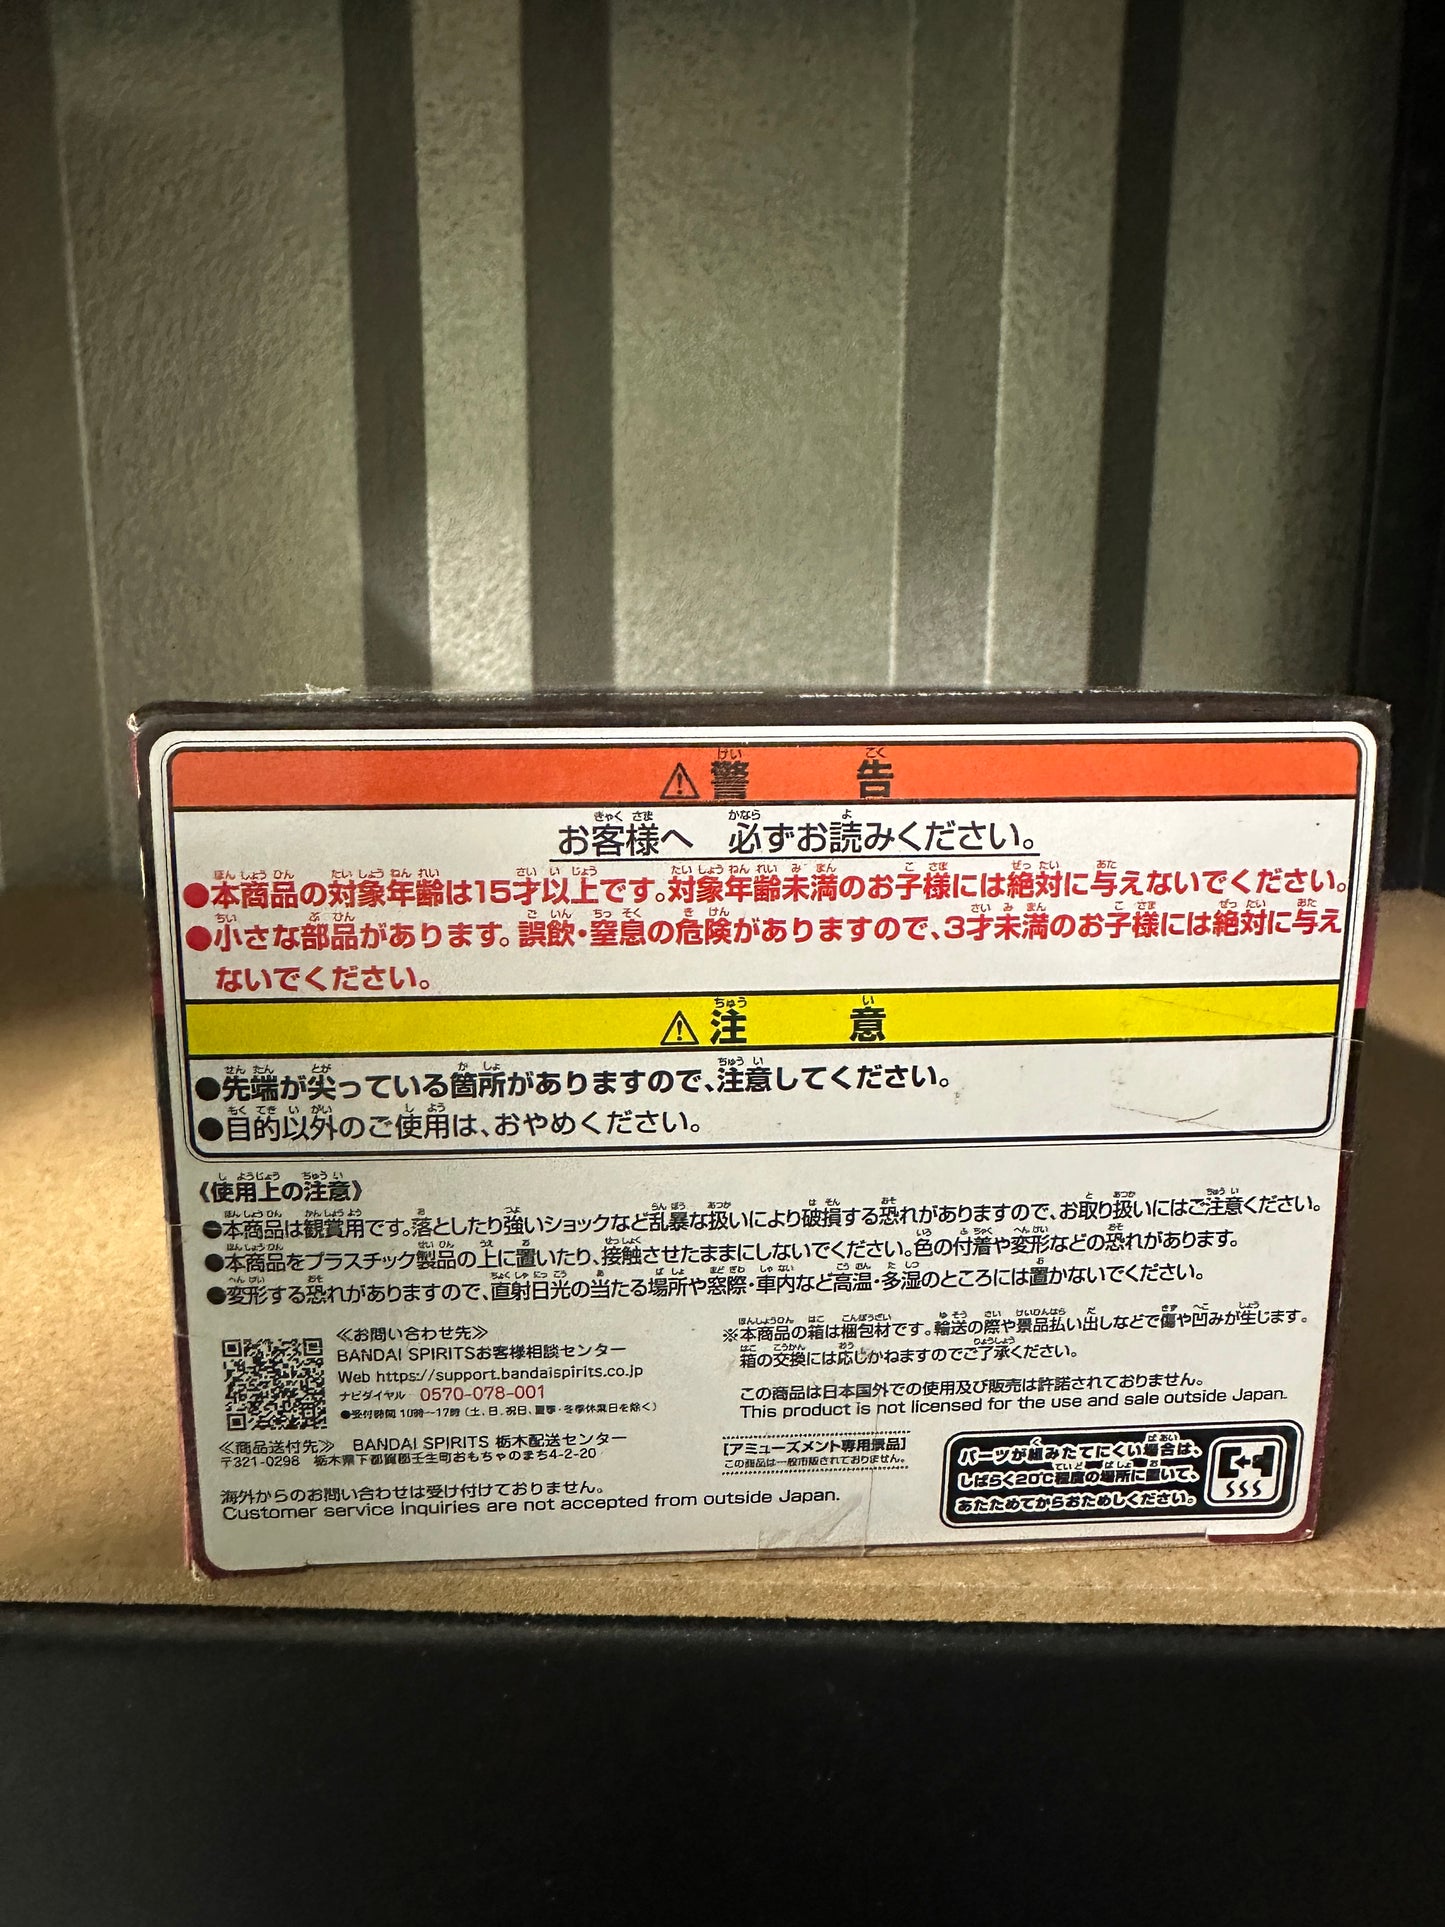 ⚠警告
お客様へ 必ずお読みください。
●本商品の対象年齢は15才以上です。対象年齢未満のお子様には絶対に与えないでください。
●小さな部品があります。誤飲・窒息の危険がありますので、3才未満のお子様には絶対に与え
ないでください。
⚠注意
●先端が尖っている箇所がありますので、注意してください。
●目的以外のご使用は、おやめください。
《使用上の注意》
●本商品は観賞用です。落としたり強いショックなど乱暴な扱いにより破損する恐れがありますので、お取り扱いにはご注意ください。
●本商品をプラスチック製品の上に置いたり、接触させたままにしないでください。色の付着や変形などの恐れがあります。
●変形する恐れがありますので、直射日光の当たる場所や窓際・車内など高温・多湿のところには置かないでください。
≪お問い合わせ先≫
BANDAI SPIRITSお客様相談センター
Web https://support.bandaispirits.co.jp
ナビダイヤル 0570-078-001
●受付時間 10時〜17時（土、日、祝日、夏季・冬季休業日を除く）
≪商品送付先≫ BANDAI SPIRITS 栃木配送センター
〒321-0298 栃木県下都賀郡壬生町おもちゃのまち4-2-20
海外からのお問い合わせは受け付けておりません。
Customer service inquiries are not accepted from outside Japan.
※本商品の箱は梱包材です。輸送の際や景品払い出しなどで傷や凹みが生じます。
箱の交換には応じかねますのでご了承ください。
この商品は日本国外での使用及び販売は許諾されておりません。
This product is not licensed for the use and sale outside Japan.
[アミューズメント専用景品]
この商品は一般市販されておりません。
パーツが組みたてにくい場合は、
しばらく20℃程度の場所に置いて、
あたためてからおためしください。